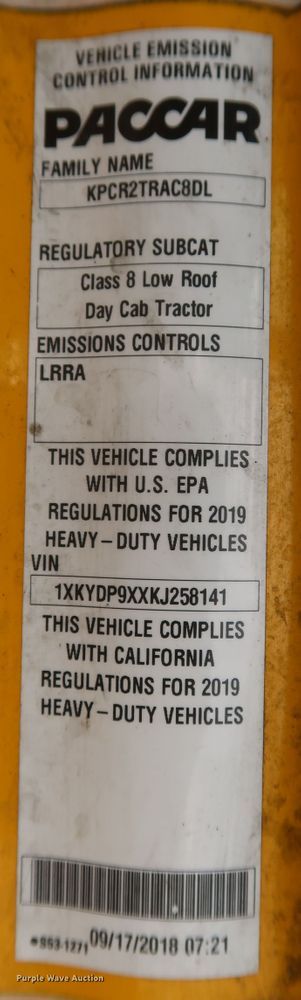 VEHICLE EMISSION
CONTROL INFORMATION
PACCAR
FAMILY NAME
KPCR2TRAC8DL
REGULATORY SUBCAT
Class 8 Low Roof
Day Cab Tractor
EMISSIONS CONTROLS
LRRA
THIS VEHICLE COMPLIES
WITH U.S. EPA
REGULATIONS FOR 2019
HEAVY-DUTY VEHICLES
VIN
1XKYDP9XXKJ258141
THIS VEHICLE COMPLIES
WITH CALIFORNIA
REGULATIONS FOR 2019
HEAVY-DUTY VEHICLES
09/17/2018 07:21
Purple Wave Auction